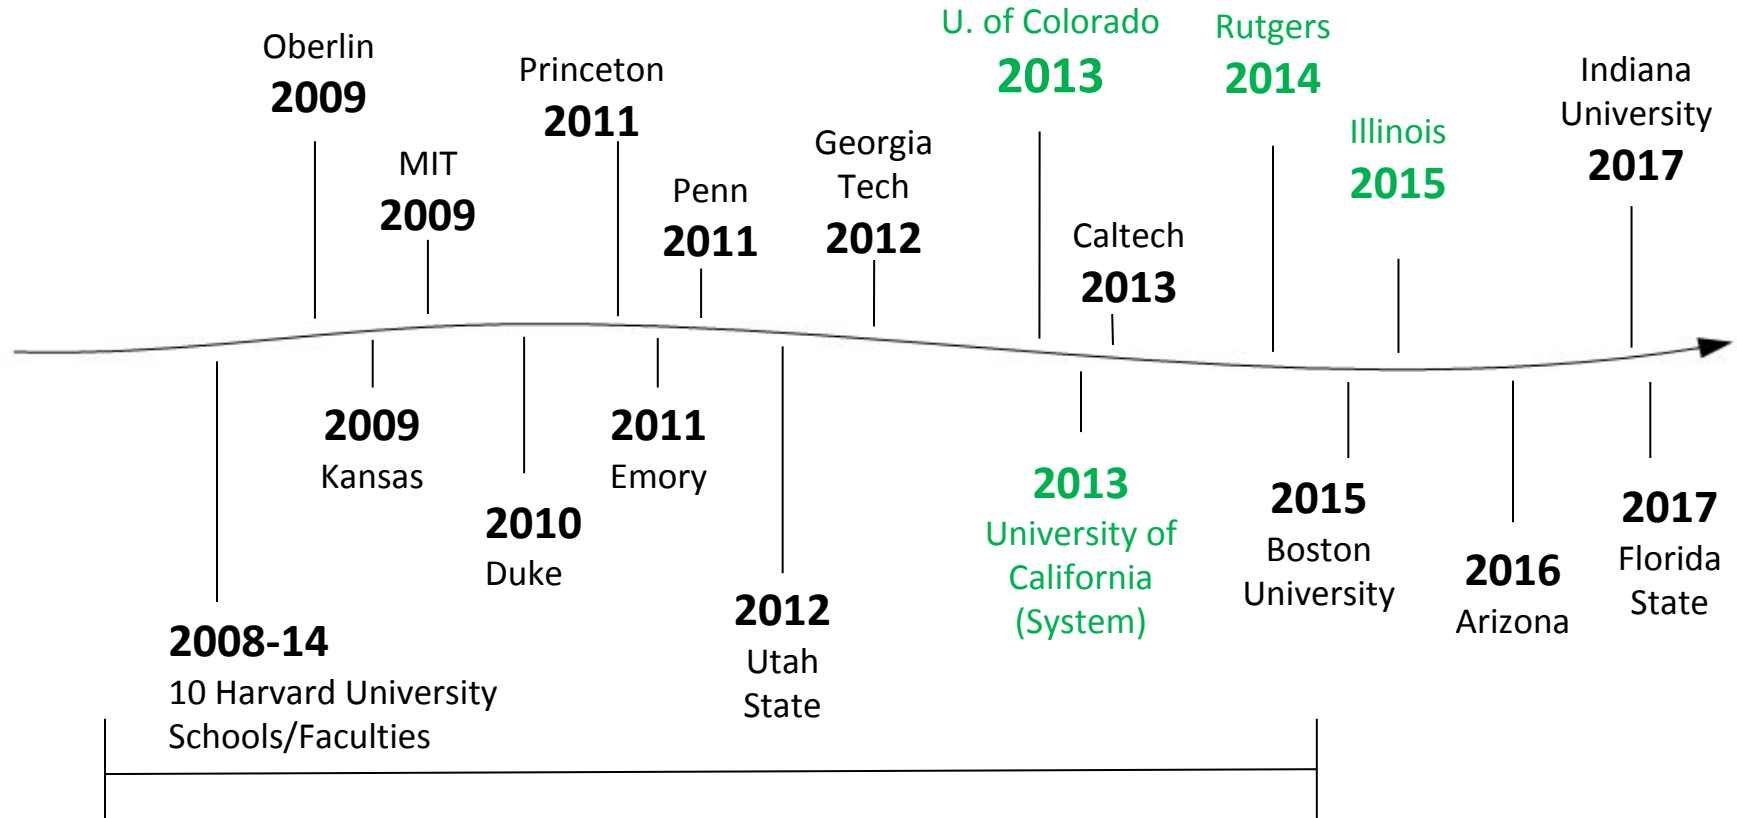 Oberlin
2009
MIT
2009
Princeton
2011
Penn
2011
Georgia
Tech
2012
U. of Colorado
2013
Caltech
2013
Rutgers
2014
Illinois
2015
Indiana
University
2017
2008-14
10 Harvard University
Schools/Faculties
2009
Kansas
2010
Duke
2011
Emory
2012
Utah
State
2013
University of
California
(System)
2015
Boston
University
2016
Arizona
2017
Florida
State